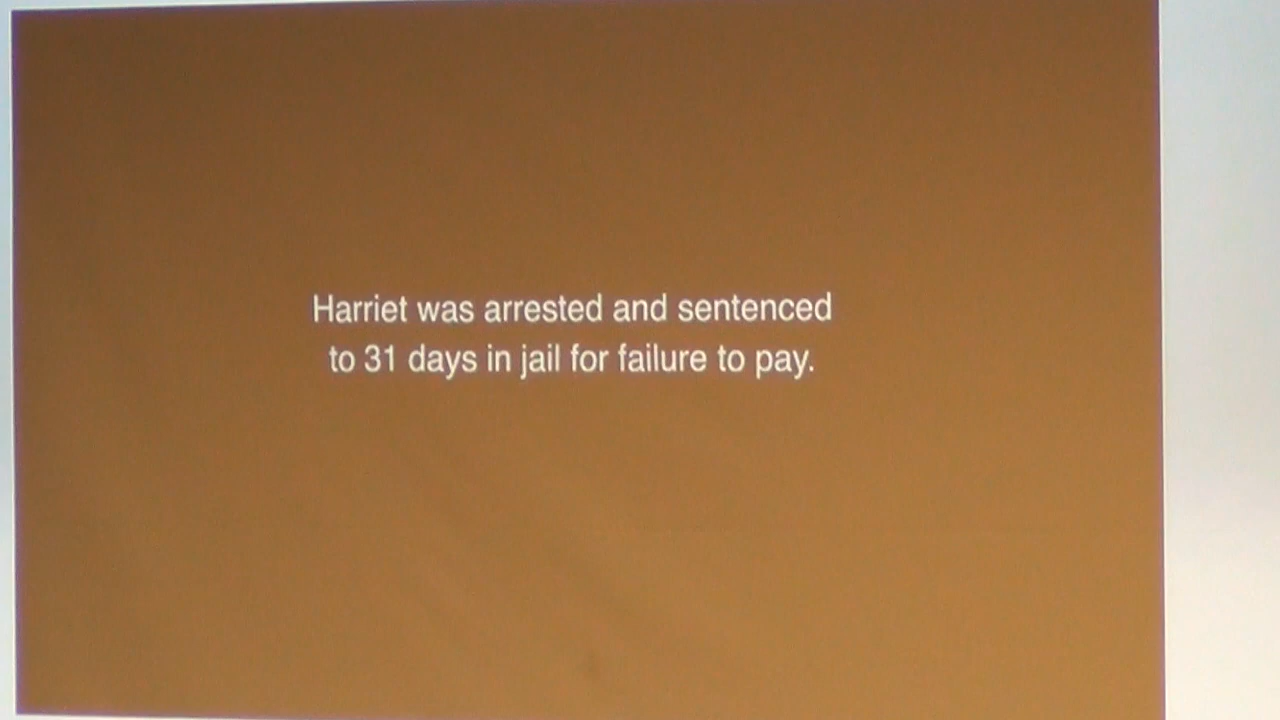 Harriet was arrested and sentenced
to 31 days in jail for failure to pay.